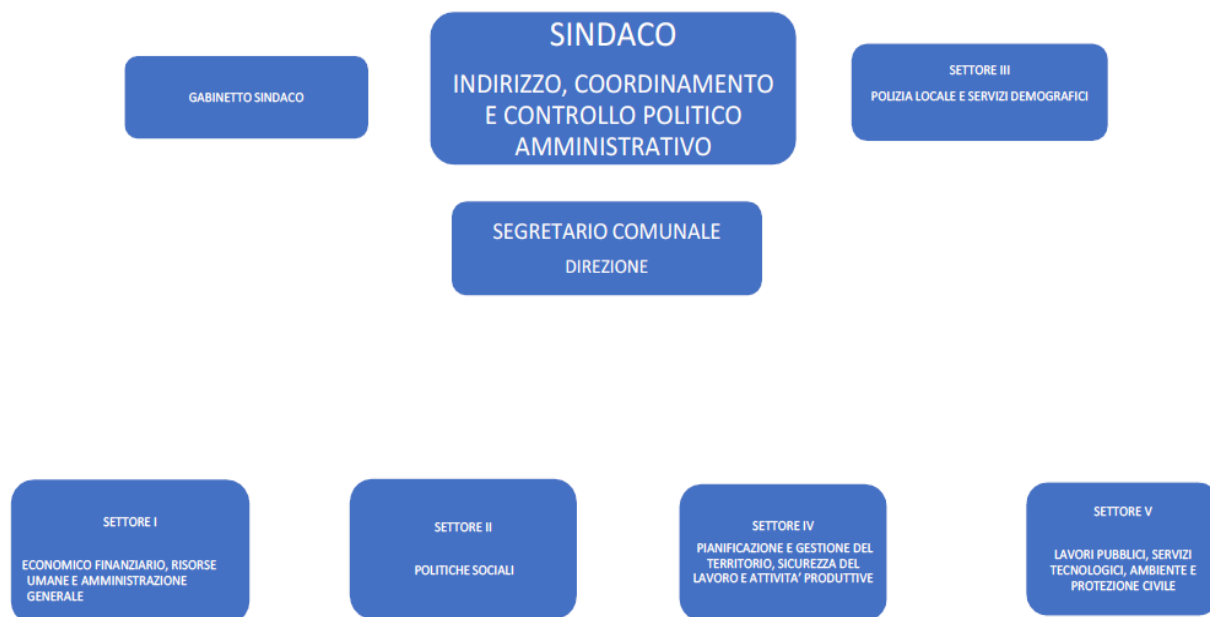 SINDACO
INDIRIZZO, COORDINAMENTO
E CONTROLLO POLITICO
AMMINISTRATIVO
GABINETTO SINDACO
SETTORE III
POLIZIA LOCALE E SERVIZI DEMOGRAFICI
SEGRETARIO COMUNALE
DIREZIONE
SETTORE I
ECONOMICO FINANZIARIO, RISORSE
UMANE E AMMINISTRAZIONE
GENERALE
SETTORE II
POLITICHE SOCIALI
SETTORE IV
PIANIFICAZIONE E GESTIONE DEL
TERRITORIO, SICUREZZA DEL
LAVORO E ATTIVITA’ PRODUTTIVE
SETTORE V
LAVORI PUBBLICI, SERVIZI
TECNOLOGICI, AMBIENTE E
PROTEZIONE CIVILE